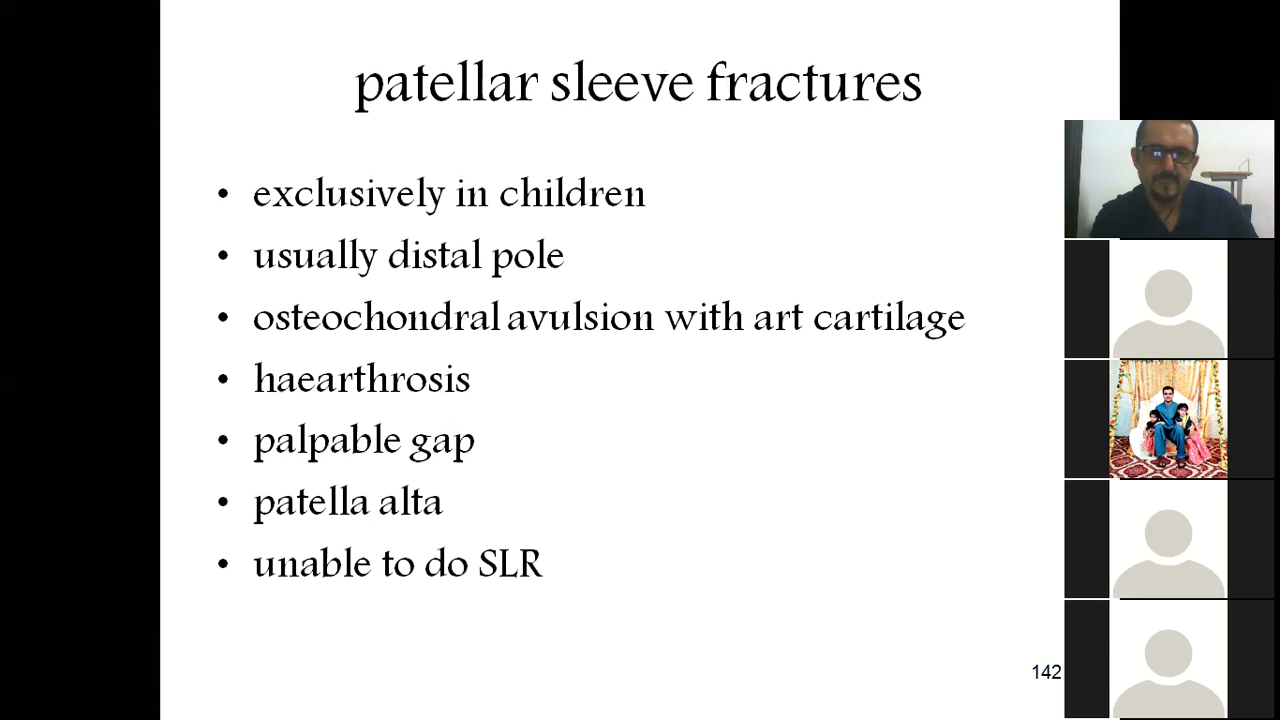 patellar sleeve fractures
• exclusively in children
• usually distal pole
• osteochondral avulsion with art cartilage
• haearthrosis
• palpable gap
• patella alta
• unable to do SLR
142